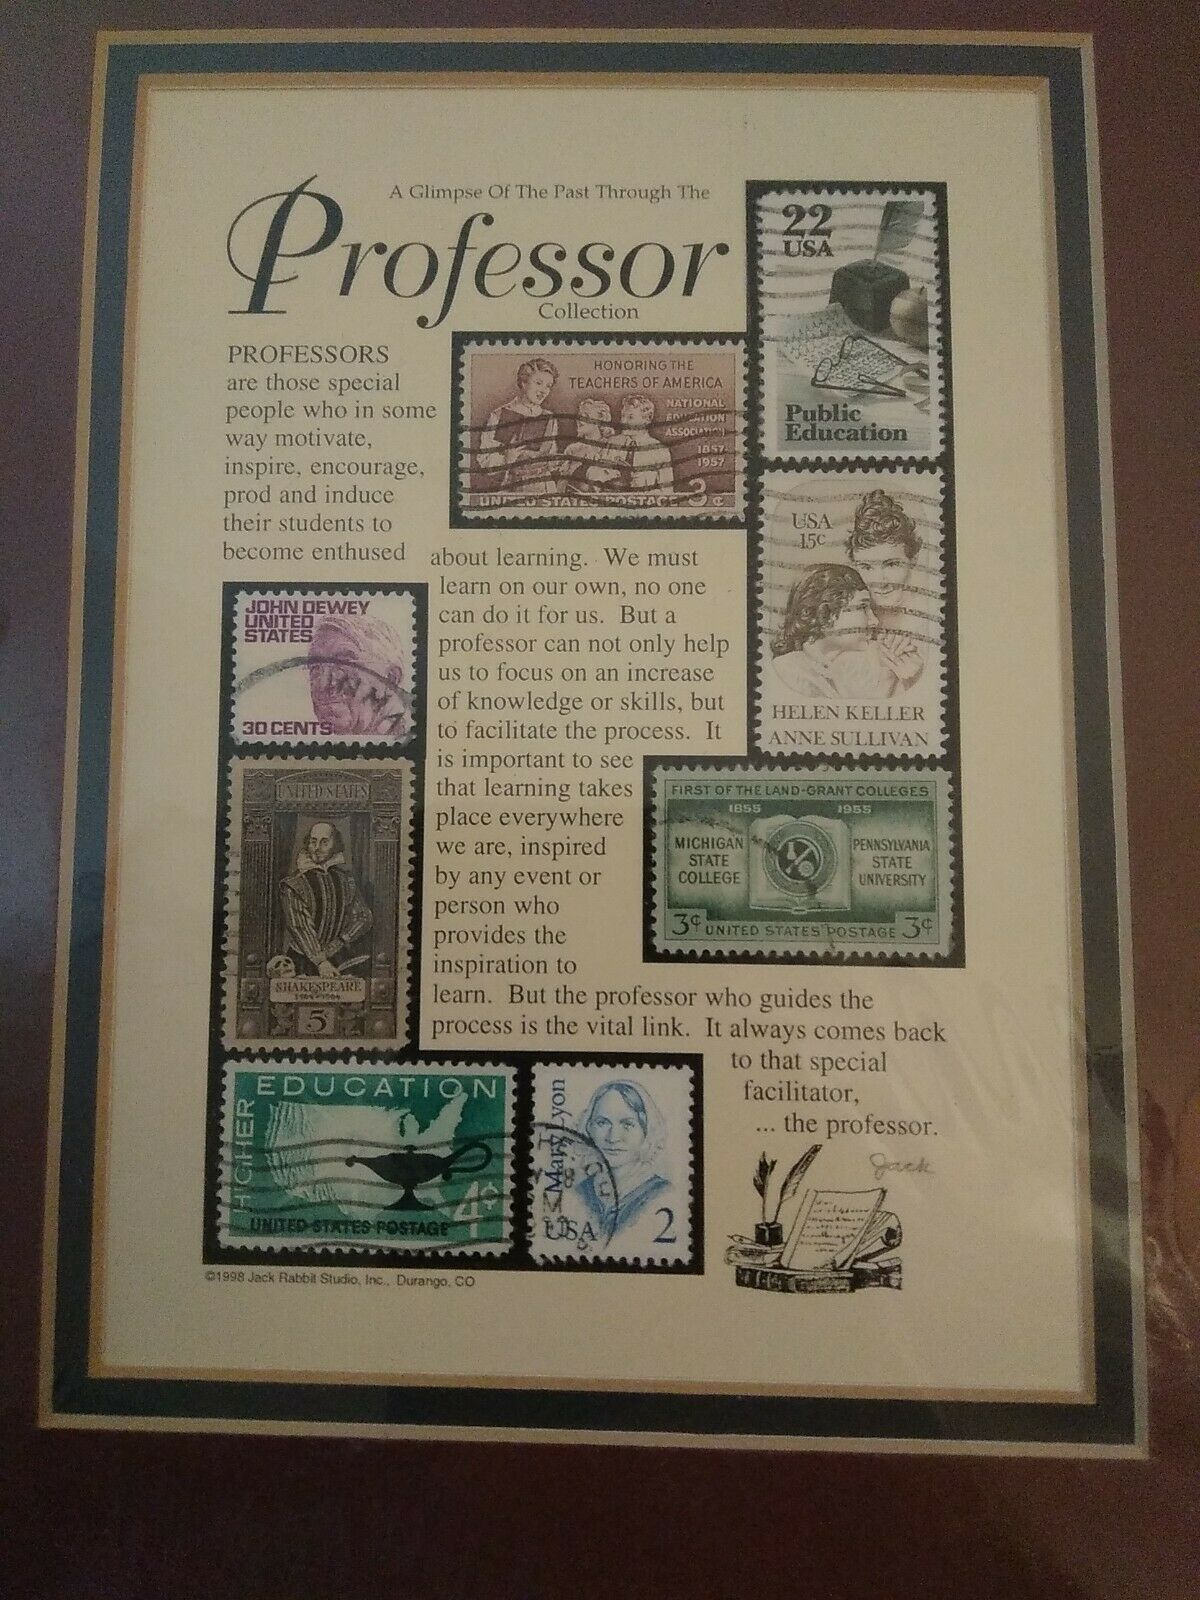 A Glimpse Of The Past Through The
Professor
Collection
PROFESSORS
are those special
people who in some
way motivate,
inspire, encourage,
prod and induce
their students to
become enthused
about learning. We must
learn on our own, no one
can do it for us. But a
professor can not only help
us to focus on an increase
of knowledge or skills, but
to facilitate the process. It
is important to see
that learning takes
place everywhere
we are, inspired
by any event or
person who
provides the
inspiration to
learn. But the professor who guides the
process is the vital link. It always comes back
to that special
facilitator,
... the professor.
Jack
22
USA
Public
Education
HONORING THE
TEACHERS OF AMERICA
NATIONAL
EDUCATION
ASSOCIATION
1857
1957
UNITED STATES POSTAGE 3¢
USA
15c
HELEN KELLER
ANNE SULLIVAN
JOHN DEWEY
UNITED
STATES
30 CENTS
UNITED STATES
SHAKESPEARE
1564-1964
5
FIRST OF THE LAND-GRANT COLLEGES
1855 1955
MICHIGAN
STATE
COLLEGE
PENNSYLVANIA
STATE
UNIVERSITY
3¢ UNITED STATES POSTAGE 3¢
HIGHER EDUCATION
4¢
UNITED STATES POSTAGE
Mary Lyon
USA 2
©1998 Jack Rabbit Studio, Inc., Durango, CO